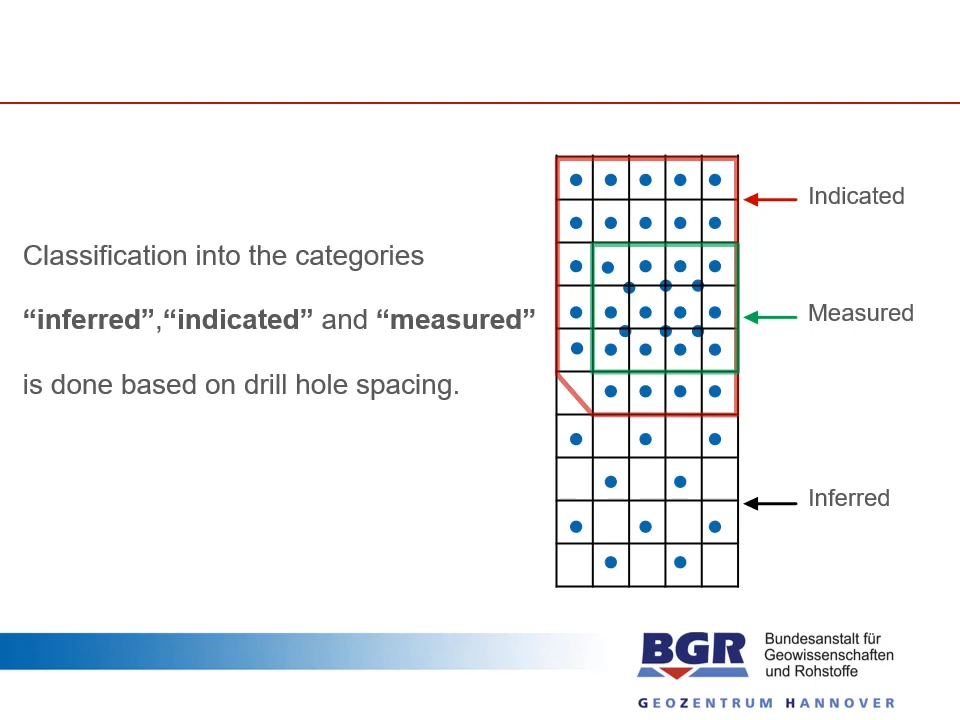 Classification into the categories
“inferred”,“indicated” and “measured”
is done based on drill hole spacing.
Indicated
Measured
Inferred
BGR
Bundesanstalt für
Geowissenschaften
und Rohstoffe
GEOZENTRUM HANNOVER